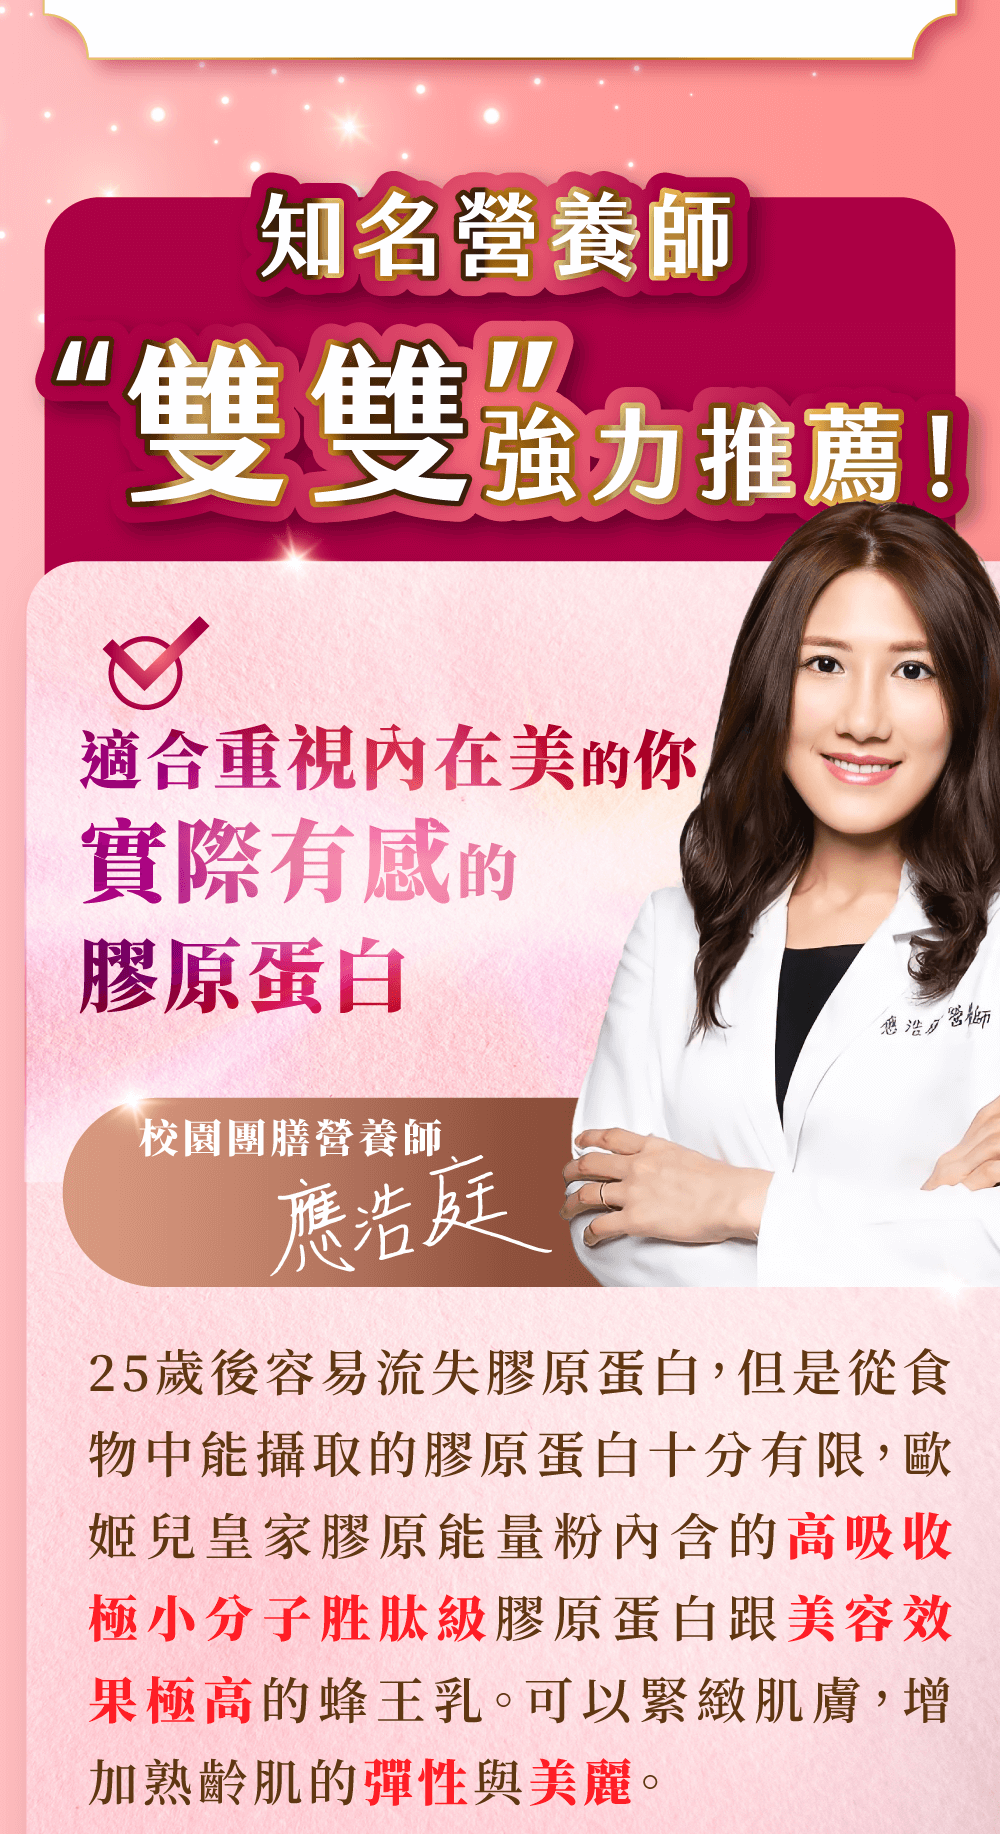 知名營養師
“雙雙”強力推薦！
適合重視內在美的你
實際有感的
膠原蛋白
應浩庭營養師
校園團膳營養師
應浩庭
25歲後容易流失膠原蛋白，但是從食
物中能攝取的膠原蛋白十分有限，歐
姬兒皇家膠原能量粉內含的高吸收
極小分子胜肽級膠原蛋白跟美容效
果極高的蜂王乳。可以緊緻肌膚，增
加熟齡肌的彈性與美麗。